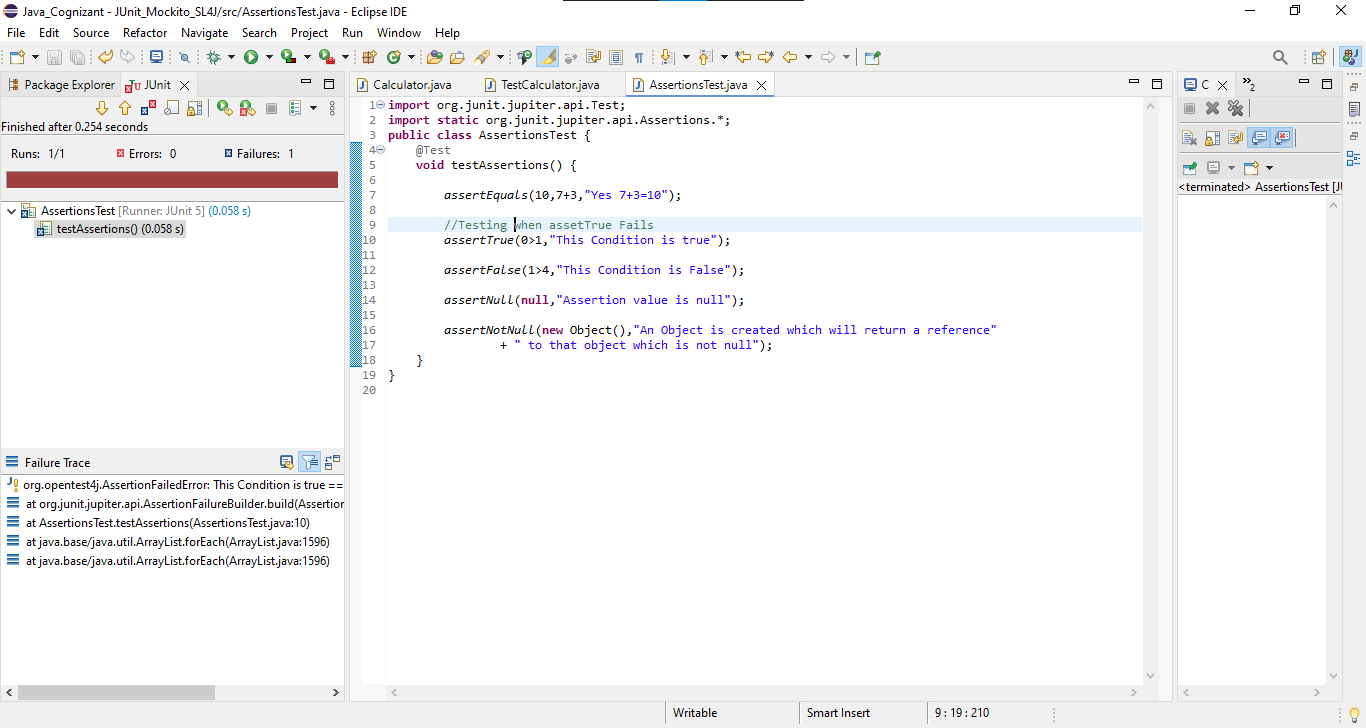 Java_Cognizant - JUnit_Mockito_SL4J/src/AssertionsTest.java - Eclipse IDE
File Edit Source Refactor Navigate Search Project Run Window Help
Package Explorer JUnit
Calculator.java TestCalculator.java AssertionsTest.java C 2
Finished after 0.254 seconds
Runs: 1/1 Errors: 0 Failures: 1
AssertionsTest [Runner: JUnit 5] (0.058 s)
testAssertions() (0.058 s)
Failure Trace
org.opentest4j.AssertionFailedError: This Condition is true ==
at org.junit.jupiter.api.AssertionFailureBuilder.build(Assertion
at AssertionsTest.testAssertions(AssertionsTest.java:10)
at java.base/java.util.ArrayList.forEach(ArrayList.java:1596)
at java.base/java.util.ArrayList.forEach(ArrayList.java:1596)
1 import org.junit.jupiter.api.Test;
2 import static org.junit.jupiter.api.Assertions.*;
3 public class AssertionsTest {
4 @Test
5 void testAssertions() {
6
7 assertEquals(10,7+3,"Yes 7+3=10");
8
9 //Testing when assetTrue Fails
10 assertTrue(0>1,"This Condition is true");
11
12 assertFalse(1>4,"This Condition is False");
13
14 assertNull(null,"Assertion value is null");
15
16 assertNotNull(new Object(),"An Object is created which will return a reference"
17 + " to that object which is not null");
18 }
19 }
20
<terminated> AssertionsTest [JU
Writable Smart Insert 9 : 19 : 210